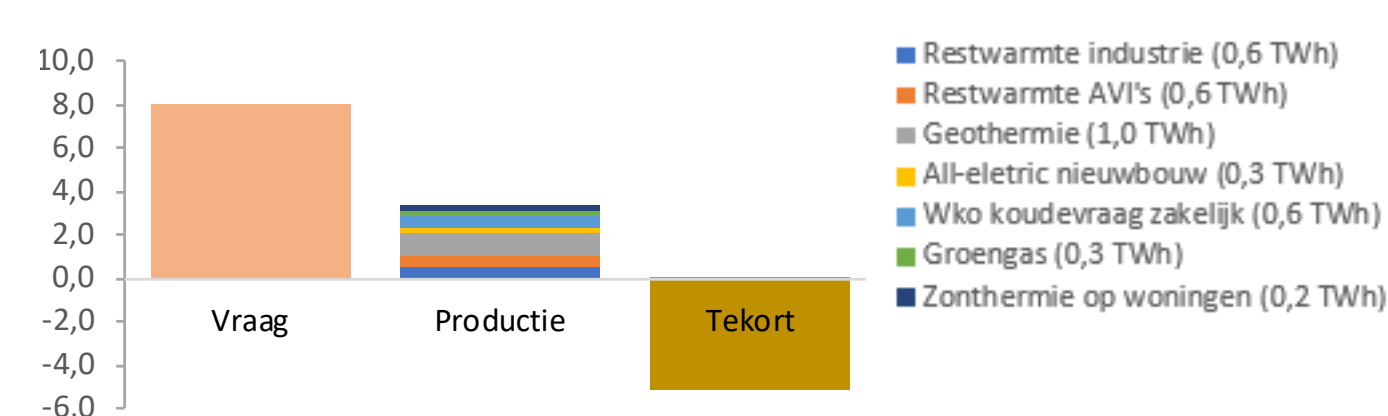 10,0
8,0
6,0
4,0
2,0
0,0
-2,0
-4,0
-6,0
Vraag
Productie
Tekort
Restwarmte industrie (0,6 TWh)
Restwarmte AVI's (0,6 TWh)
Geothermie (1,0 TWh)
All-eletric nieuwbouw (0,3 TWh)
Wko koudevraag zakelijk (0,6 TWh)
Groengas (0,3 TWh)
Zonthermie op woningen (0,2 TWh)